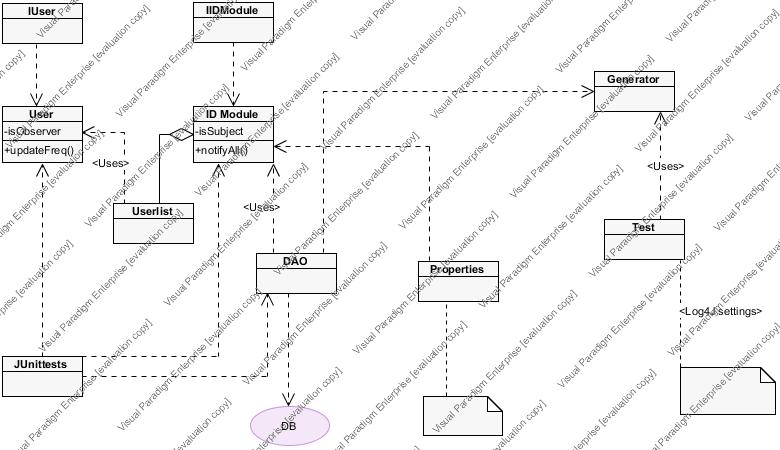 IUser
IIDModule
User
-isObserver
+updateFreq()
ID Module
-isSubject
+notifyAll()
Generator
<Uses>
<Uses>
<Uses>
Userlist
Test
DAO
Properties
<Log4J settings>
JUnittests
DB
Visual Paradigm Enterprise [evaluation copy]